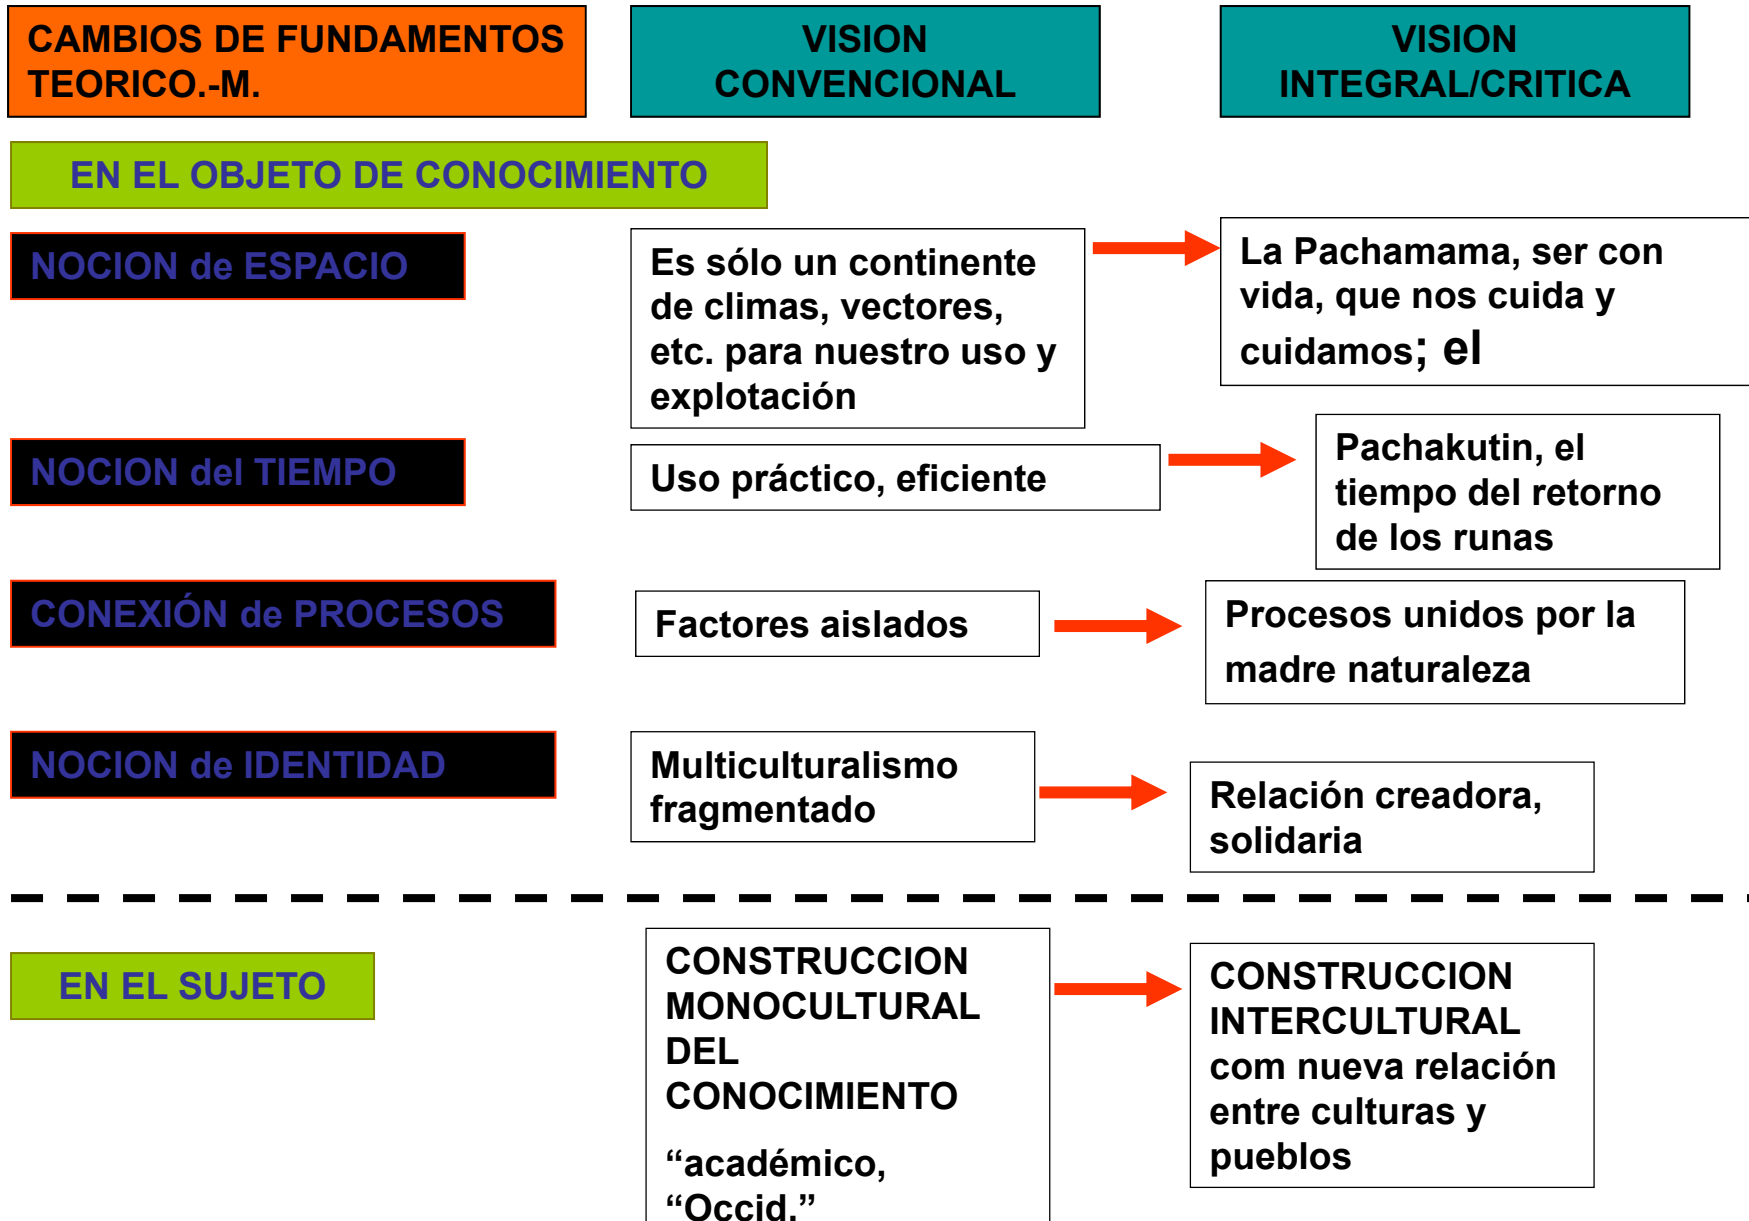 CAMBIOS DE FUNDAMENTOS
TEORICO.-M.
VISION
CONVENCIONAL
VISION
INTEGRAL/CRITICA
EN EL OBJETO DE CONOCIMIENTO
NOCION de ESPACIO
Es sólo un continente
de climas, vectores,
etc. para nuestro uso y
explotación
La Pachamama, ser con
vida, que nos cuida y
cuidamos; el
NOCION del TIEMPO
Uso práctico, eficiente
Pachakutin, el
tiempo del retorno
de los runas
CONEXIÓN de PROCESOS
Factores aislados
Procesos unidos por la
madre naturaleza
NOCION de IDENTIDAD
Multiculturalismo
fragmentado
Relación creadora,
solidaria
EN EL SUJETO
CONSTRUCCION
MONOCULTURAL
DEL
CONOCIMIENTO
“académico,
“Occid.”
CONSTRUCCION
INTERCULTURAL
com nueva relación
entre culturas y
pueblos